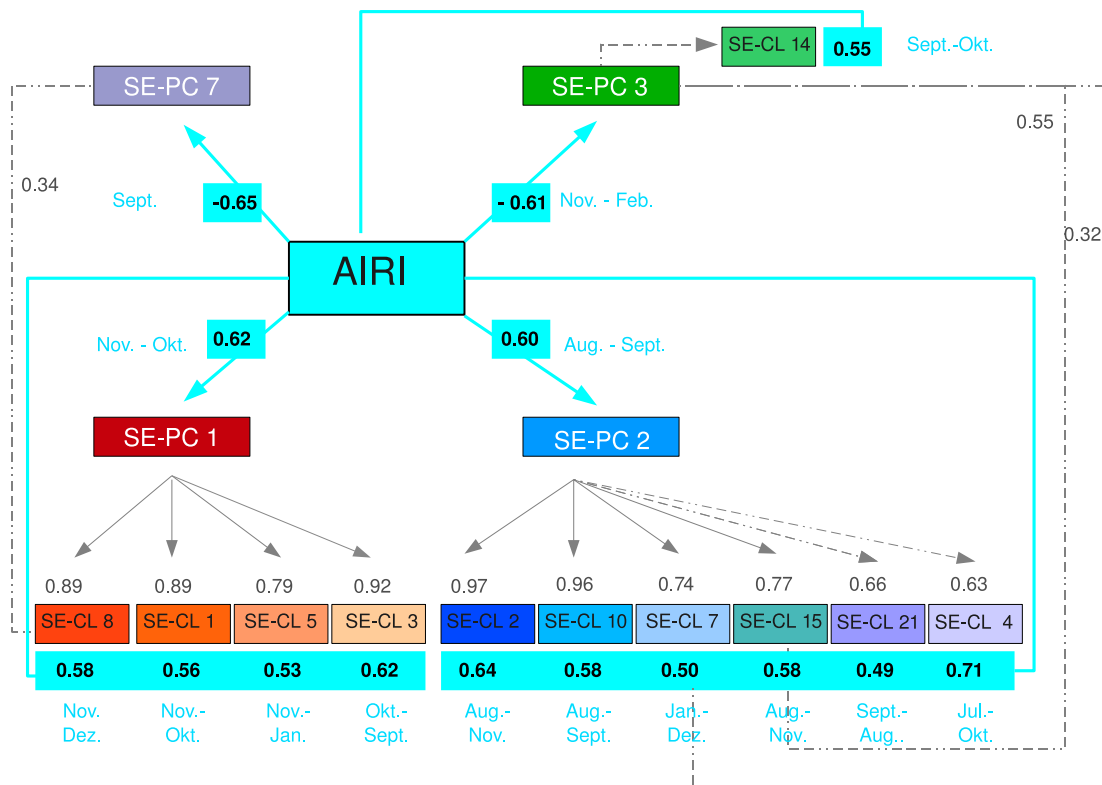 SE-CL 14
0.55
Sept.-Okt.
SE-PC 7
SE-PC 3
0.55
0.34
Sept.
-0.65
- 0.61
Nov. - Feb.
0.32
AIRI
Nov. - Okt.
0.62
0.60
Aug. - Sept.
SE-PC 1
SE-PC 2
0.89
0.89
0.79
0.92
0.97
0.96
0.74
0.77
0.66
0.63
SE-CL 8
SE-CL 1
SE-CL 5
SE-CL 3
SE-CL 2
SE-CL 10
SE-CL 7
SE-CL 15
SE-CL 21
SE-CL 4
0.58
0.56
0.53
0.62
0.64
0.58
0.50
0.58
0.49
0.71
Nov.
Dez.
Nov.-
Okt.
Nov.-
Jan.
Okt.-
Sept.
Aug.-
Nov.
Aug.-
Sept.
Jan.-
Dez.
Aug.-
Nov.
Sept.-
Aug..
Jul.-
Okt.